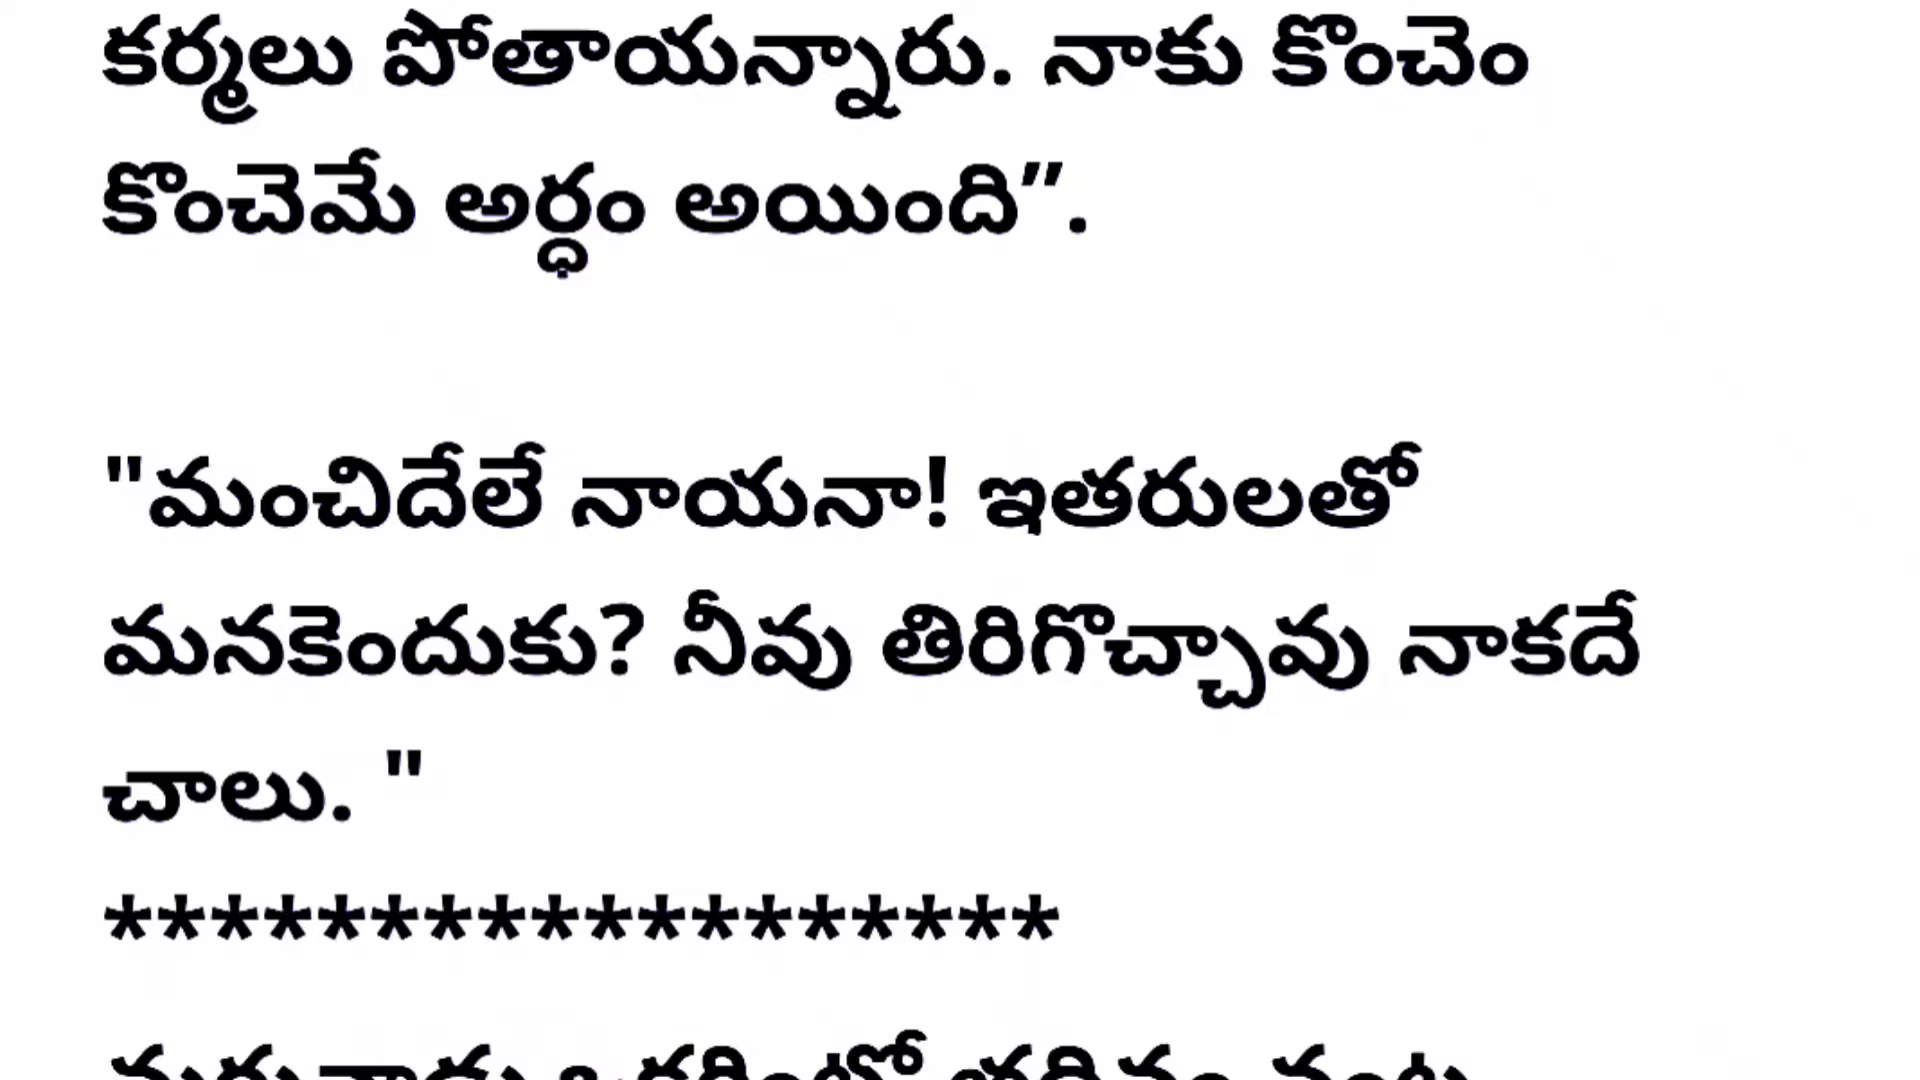 కర్మలు పోతాయన్నారు. నాకు కొంచెం
కొంచెమే అర్ధం అయింది”.
"మంచిదేలే నాయనా! ఇతరులతో
మనకెందుకు? నీవు తిరిగొచ్చావు నాకదే
చాలు. "
******************